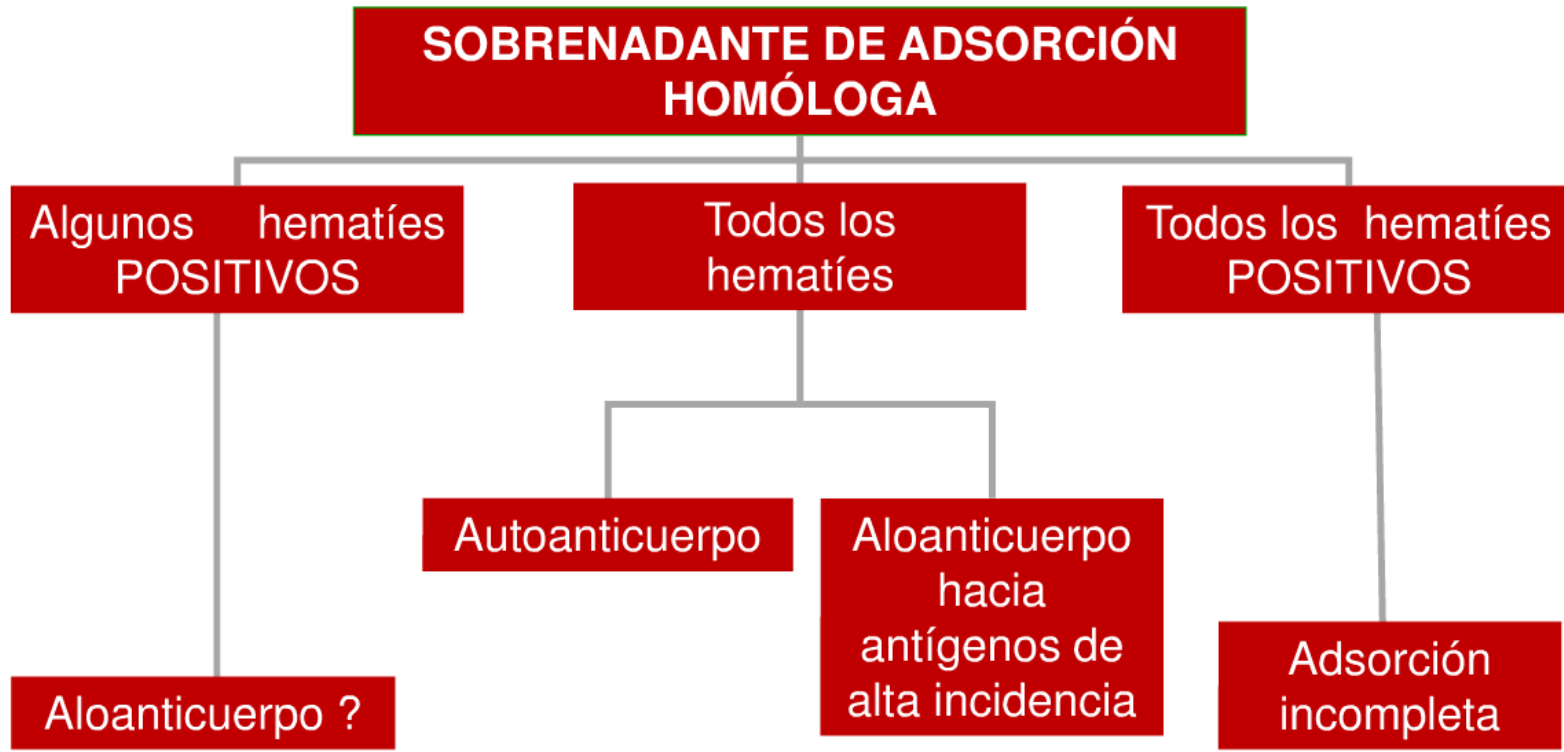 SOBRENADANTE DE ADSORCIÓN
HOMÓLOGA
Algunos hematíes
POSITIVOS
Todos los
hematíes
Todos los hematíes
POSITIVOS
Autoanticuerpo
Aloanticuerpo
hacia
antígenos de
alta incidencia
Aloanticuerpo ?
Adsorción
incompleta